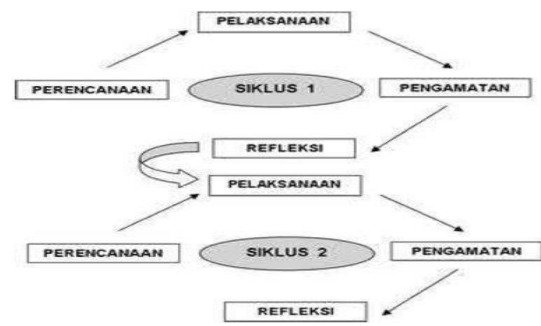 PELAKSANAAN
PERENCANAAN
SIKLUS 1
PENGAMATAN
REFLEKSI
PELAKSANAAN
PERENCANAAN
SIKLUS 2
PENGAMATAN
REFLEKSI